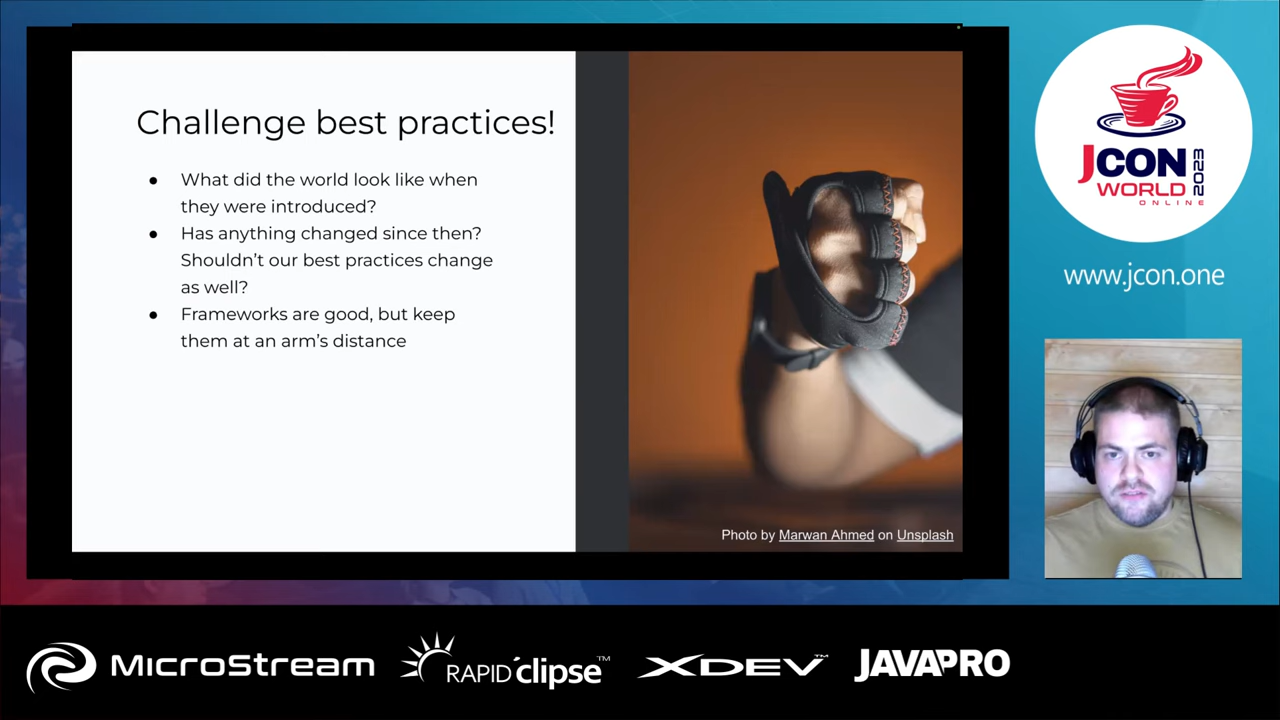 Challenge best practices!
● What did the world look like when
they were introduced?
● Has anything changed since then?
Shouldn’t our best practices change
as well?
● Frameworks are good, but keep
them at an arm’s distance
Photo by Marwan Ahmed on Unsplash
JCON
WORLD
ONLINE
2023
www.jcon.one
MICROSTREAM
RAPID'clipse™
XDEV™
JAVAPRO